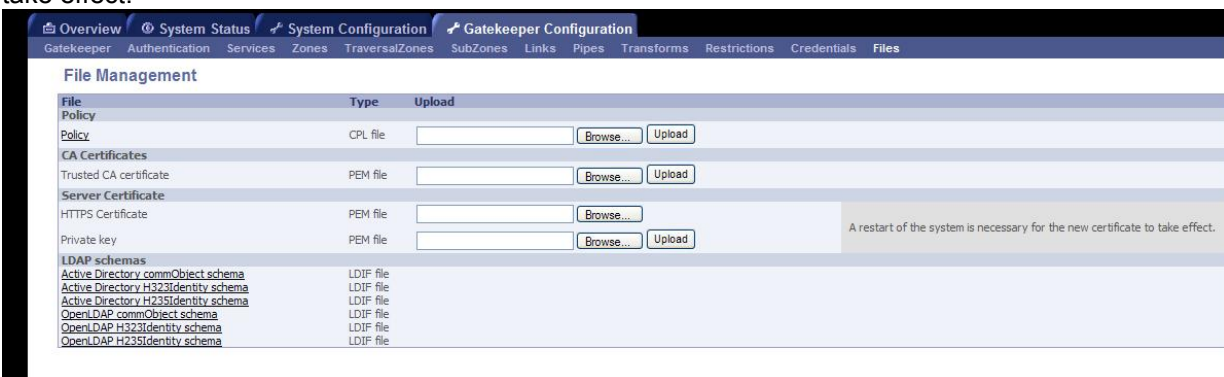 take effect.
Overview System Status System Configuration Gatekeeper Configuration
Gatekeeper Authentication Services Zones TraversalZones SubZones Links Pipes Transforms Restrictions Credentials Files
File Management
File Type Upload
Policy
Policy CPL file Browse... Upload
CA Certificates
Trusted CA certificate PEM file Browse... Upload
Server Certificate
HTTPS Certificate PEM file Browse...
A restart of the system is necessary for the new certificate to take effect.
Private key PEM file Browse... Upload
LDAP schemas
Active Directory commObject schema LDIF file
Active Directory H323Identity schema LDIF file
Active Directory H235Identity schema LDIF file
OpenLDAP commObject schema LDIF file
OpenLDAP H323Identity schema LDIF file
OpenLDAP H235Identity schema LDIF file